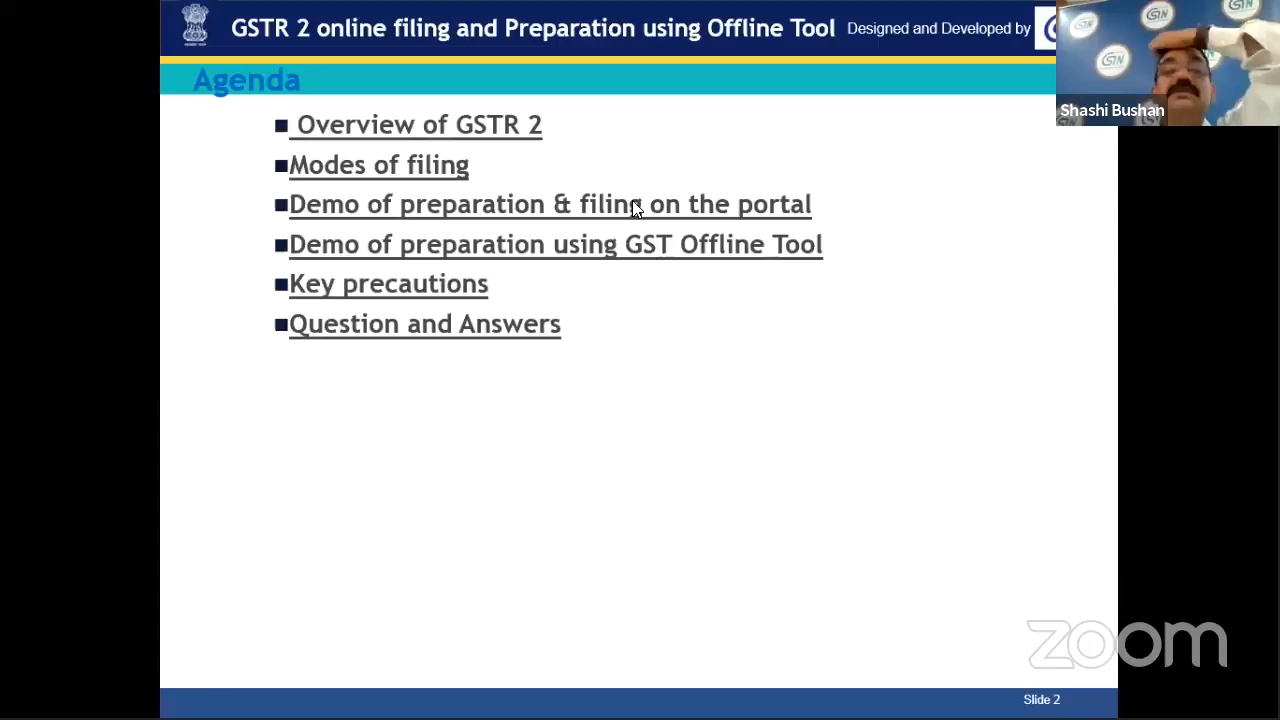 GSTR 2 online filing and Preparation using Offline Tool Designed and Developed by
Agenda
Shashi Bushan
Overview of GSTR 2
Modes of filing
Demo of preparation & filing on the portal
Demo of preparation using GST Offline Tool
Key precautions
Question and Answers
zoom
Slide 2